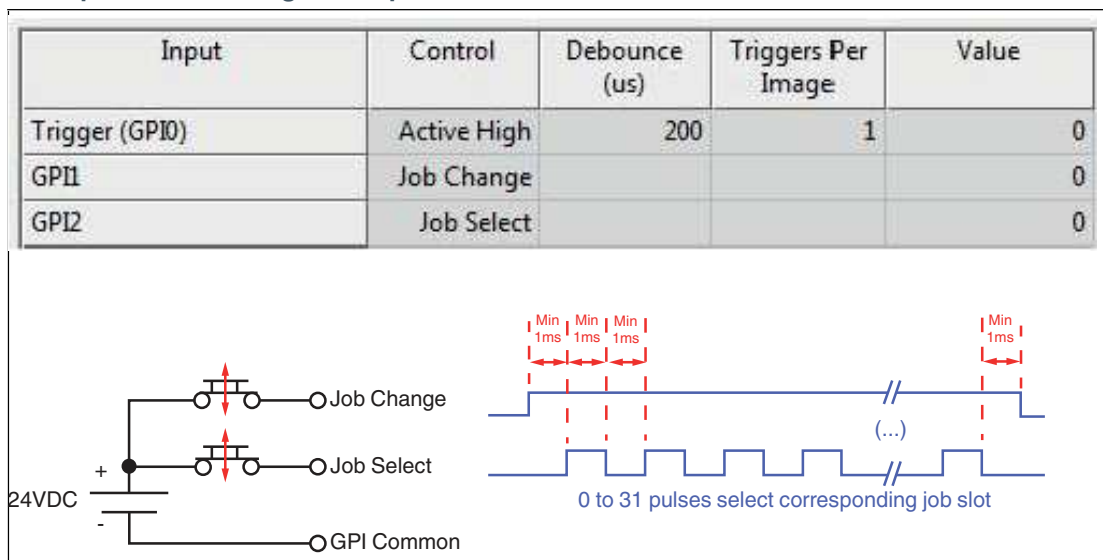 Input Control Debounce (us) Triggers Per Image Value
Trigger (GPI0) Active High 200 1 0
GPI1 Job Change 0
GPI2 Job Select 0
Min 1ms Min 1ms Min 1ms Min 1ms
Job Change
(...)
+ Job Select
24VDC
0 to 31 pulses select corresponding job slot
-
GPI Common